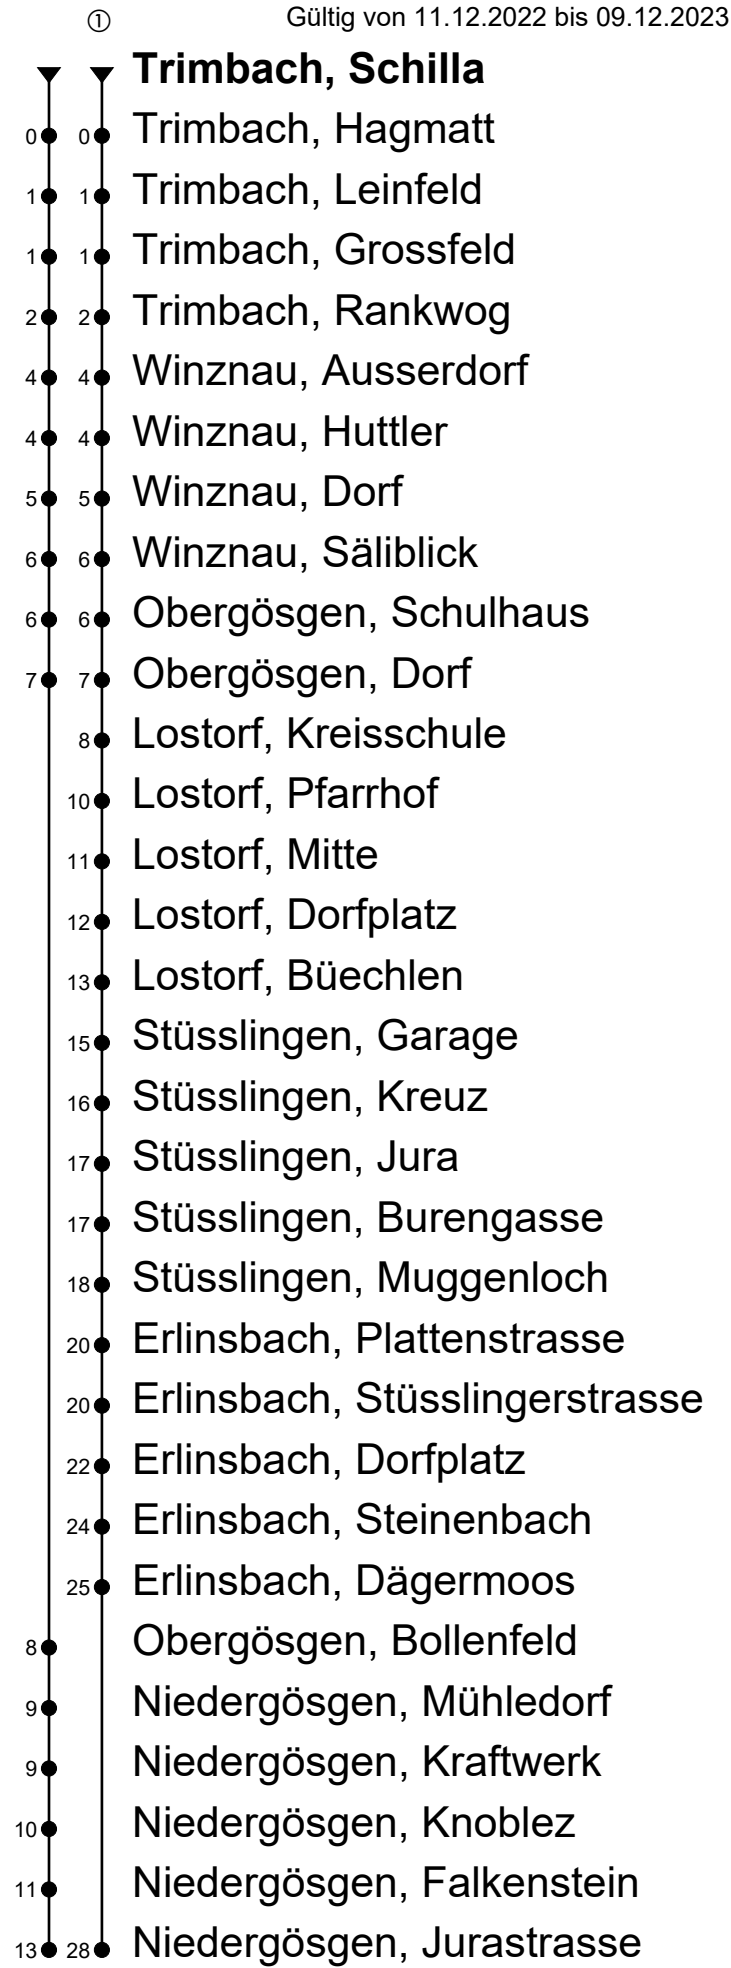 ① Gültig von 11.12.2022 bis 09.12.2023
Trimbach, Schilla
0 0 Trimbach, Hagmatt
1 1 Trimbach, Leinfeld
1 1 Trimbach, Grossfeld
2 2 Trimbach, Rankwog
4 4 Winznau, Ausserdorf
4 4 Winznau, Huttler
5 5 Winznau, Dorf
6 6 Winznau, Säliblick
6 6 Obergösgen, Schulhaus
7 7 Obergösgen, Dorf
8 Lostorf, Kreisschule
10 Lostorf, Pfarrhof
11 Lostorf, Mitte
12 Lostorf, Dorfplatz
13 Lostorf, Büechlen
15 Stüsslingen, Garage
16 Stüsslingen, Kreuz
17 Stüsslingen, Jura
17 Stüsslingen, Burengasse
18 Stüsslingen, Muggenloch
20 Erlinsbach, Plattenstrasse
20 Erlinsbach, Stüsslingerstrasse
22 Erlinsbach, Dorfplatz
24 Erlinsbach, Steinenbach
25 Erlinsbach, Dägermoos
8 Obergösgen, Bollenfeld
9 Niedergösgen, Mühledorf
9 Niedergösgen, Kraftwerk
10 Niedergösgen, Knoblez
11 Niedergösgen, Falkenstein
13 28 Niedergösgen, Jurastrasse